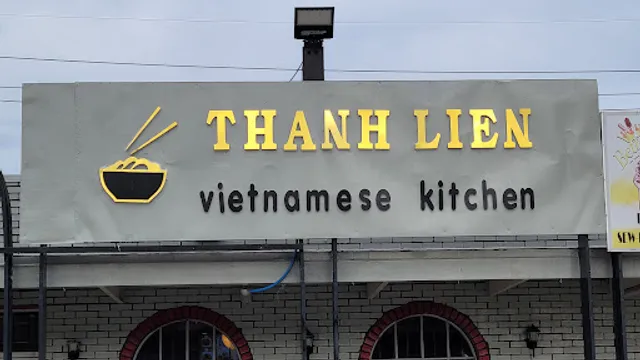 THANH LIEN
vietnamese kitchen